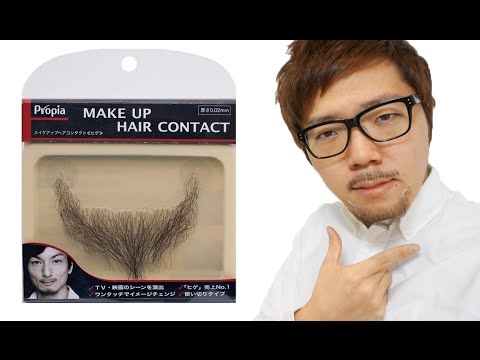 Propia
厚さ0.02mm
MAKE UP
HAIR CONTACT
メイクアップヘアコンタクト≪ヒゲ≫
TV・映画のシーンを演出
「ヒゲ」売上No.1
ワンタッチでイメージチェンジ
使い切りタイプ